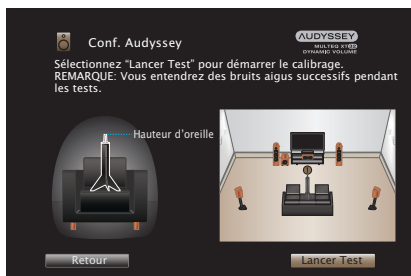 Conf. Audyssey
AUDYSSEY
MULTEQ XT32
DYNAMIC VOLUME
Sélectionnez “Lancer Test” pour démarrer le calibrage.
REMARQUE: Vous entendrez des bruits aigus successifs pendant
les tests.
Hauteur d’oreille
Retour
Lancer Test